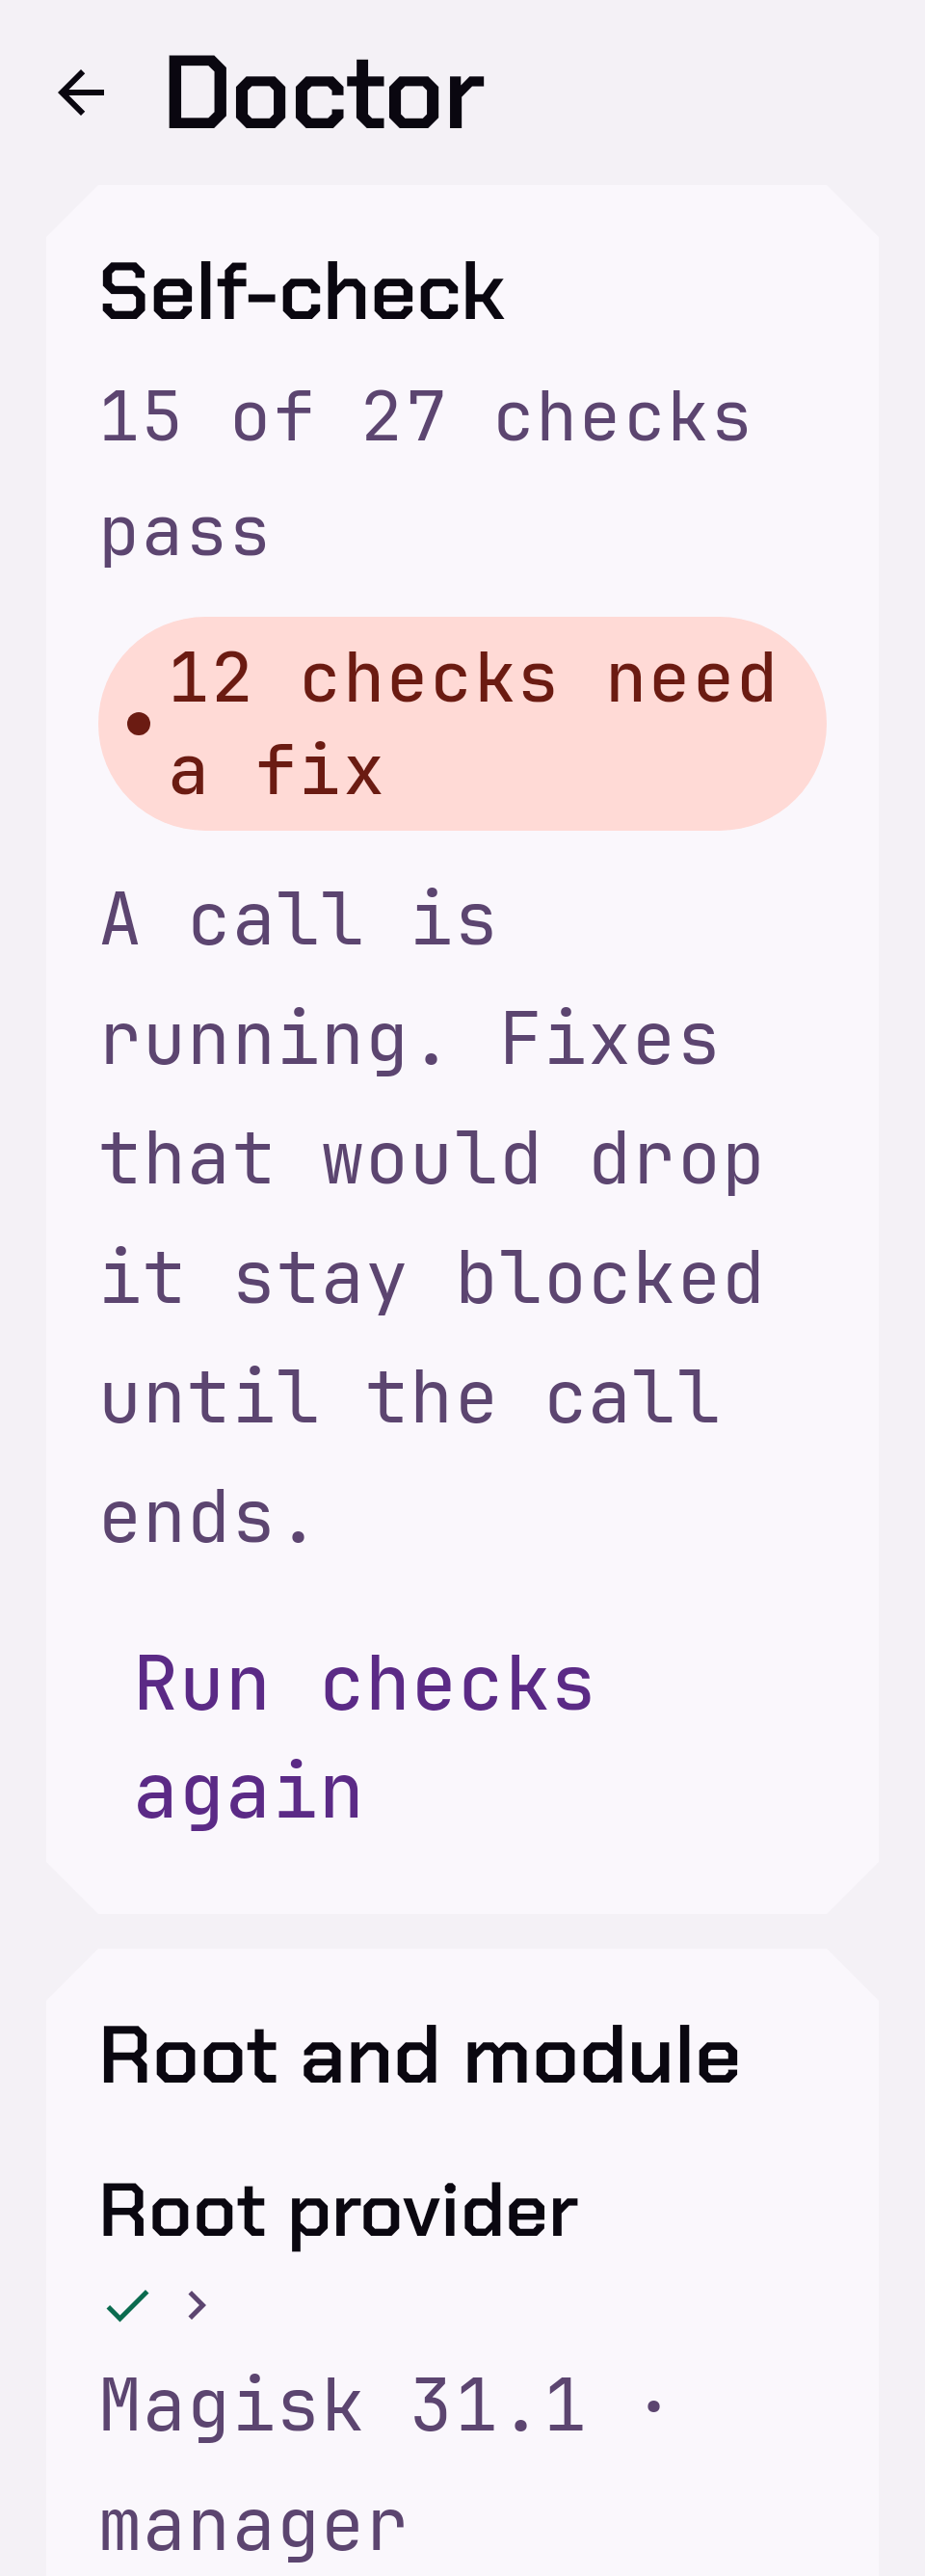 Doctor
Self-check
15 of 27 checks
pass
12 checks need
a fix
A call is
running. Fixes
that would drop
it stay blocked
until the call
ends.
Run checks
again
Root and module
Root provider
Magisk 31.1 ·
manager